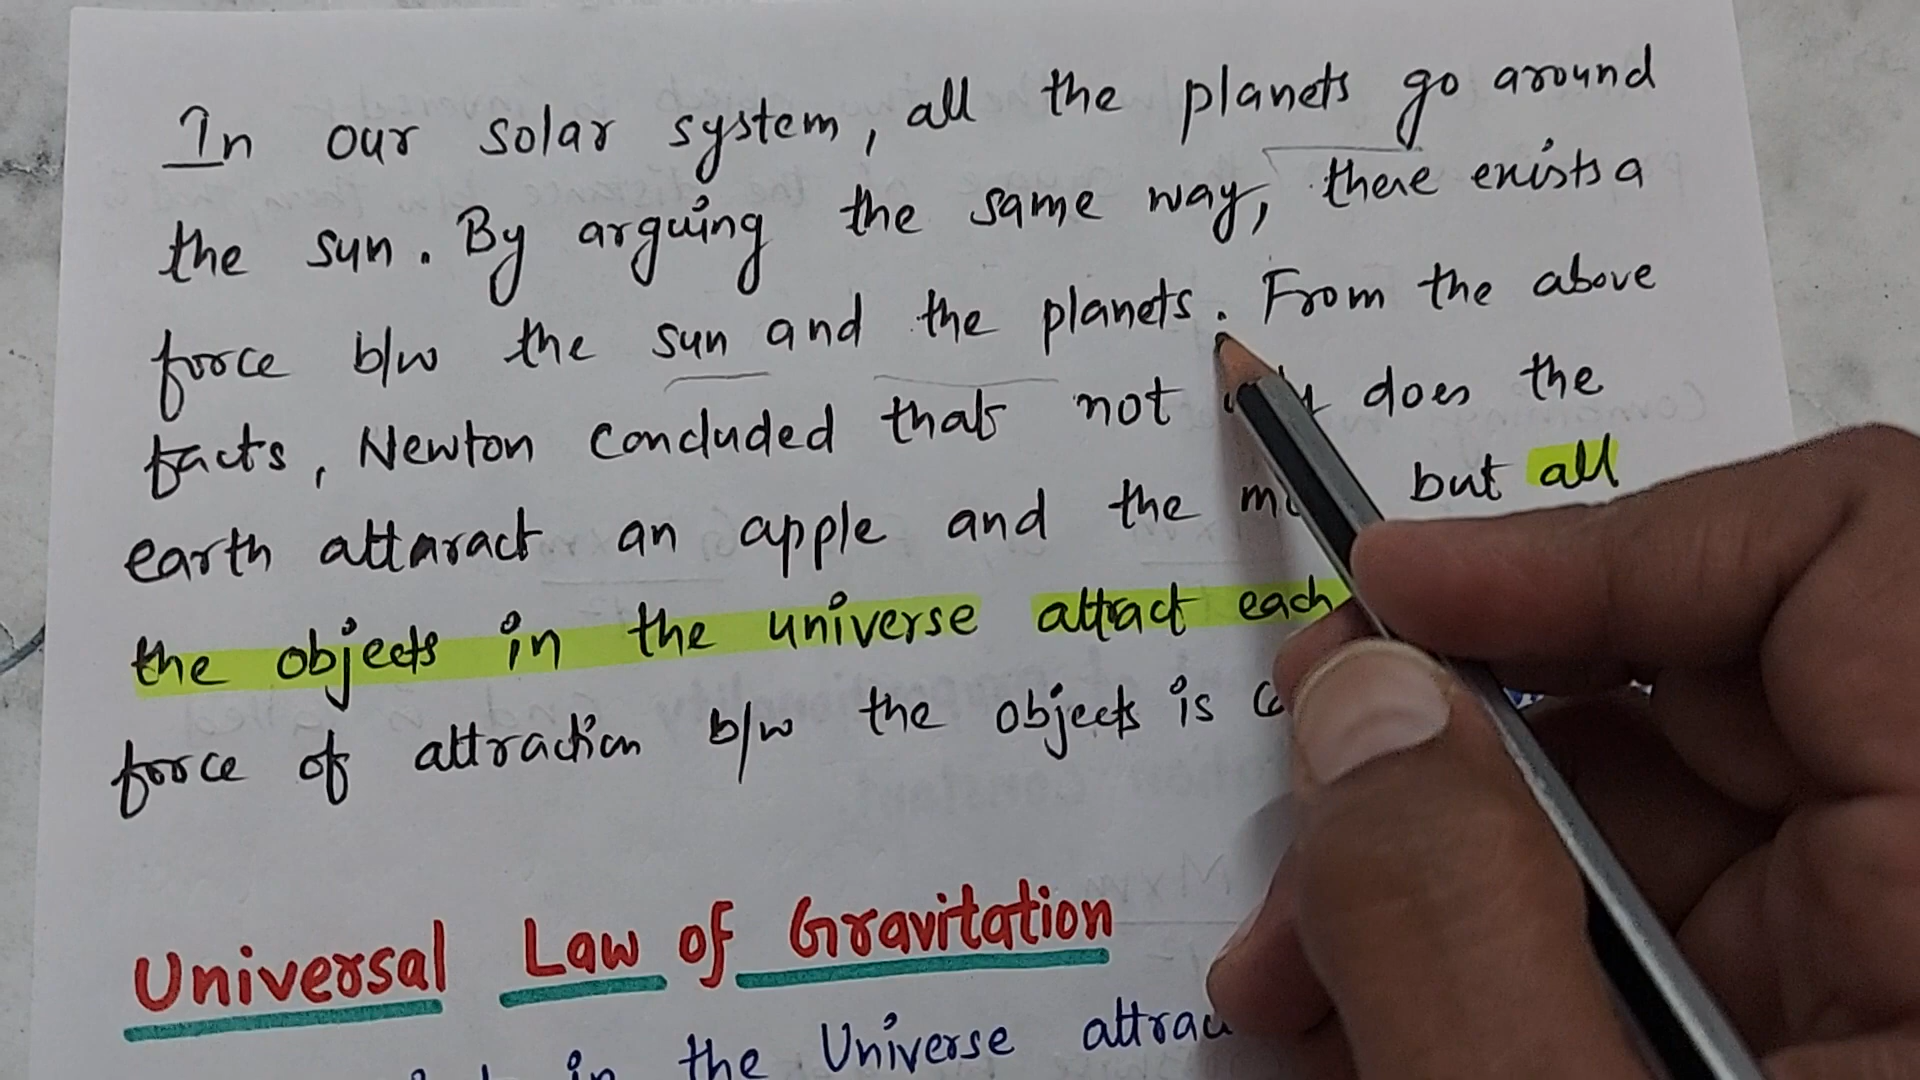 In our solar system, all the planets go around
the sun. By arguing the same way, there exists a
force b/w the sun and the planets. From the above
facts, Newton concluded that not does the
earth attaract an apple and the but all
the objects in the universe attract each
force of attraction b/w the objects is
Universal Law of Gravitation
in the Universe